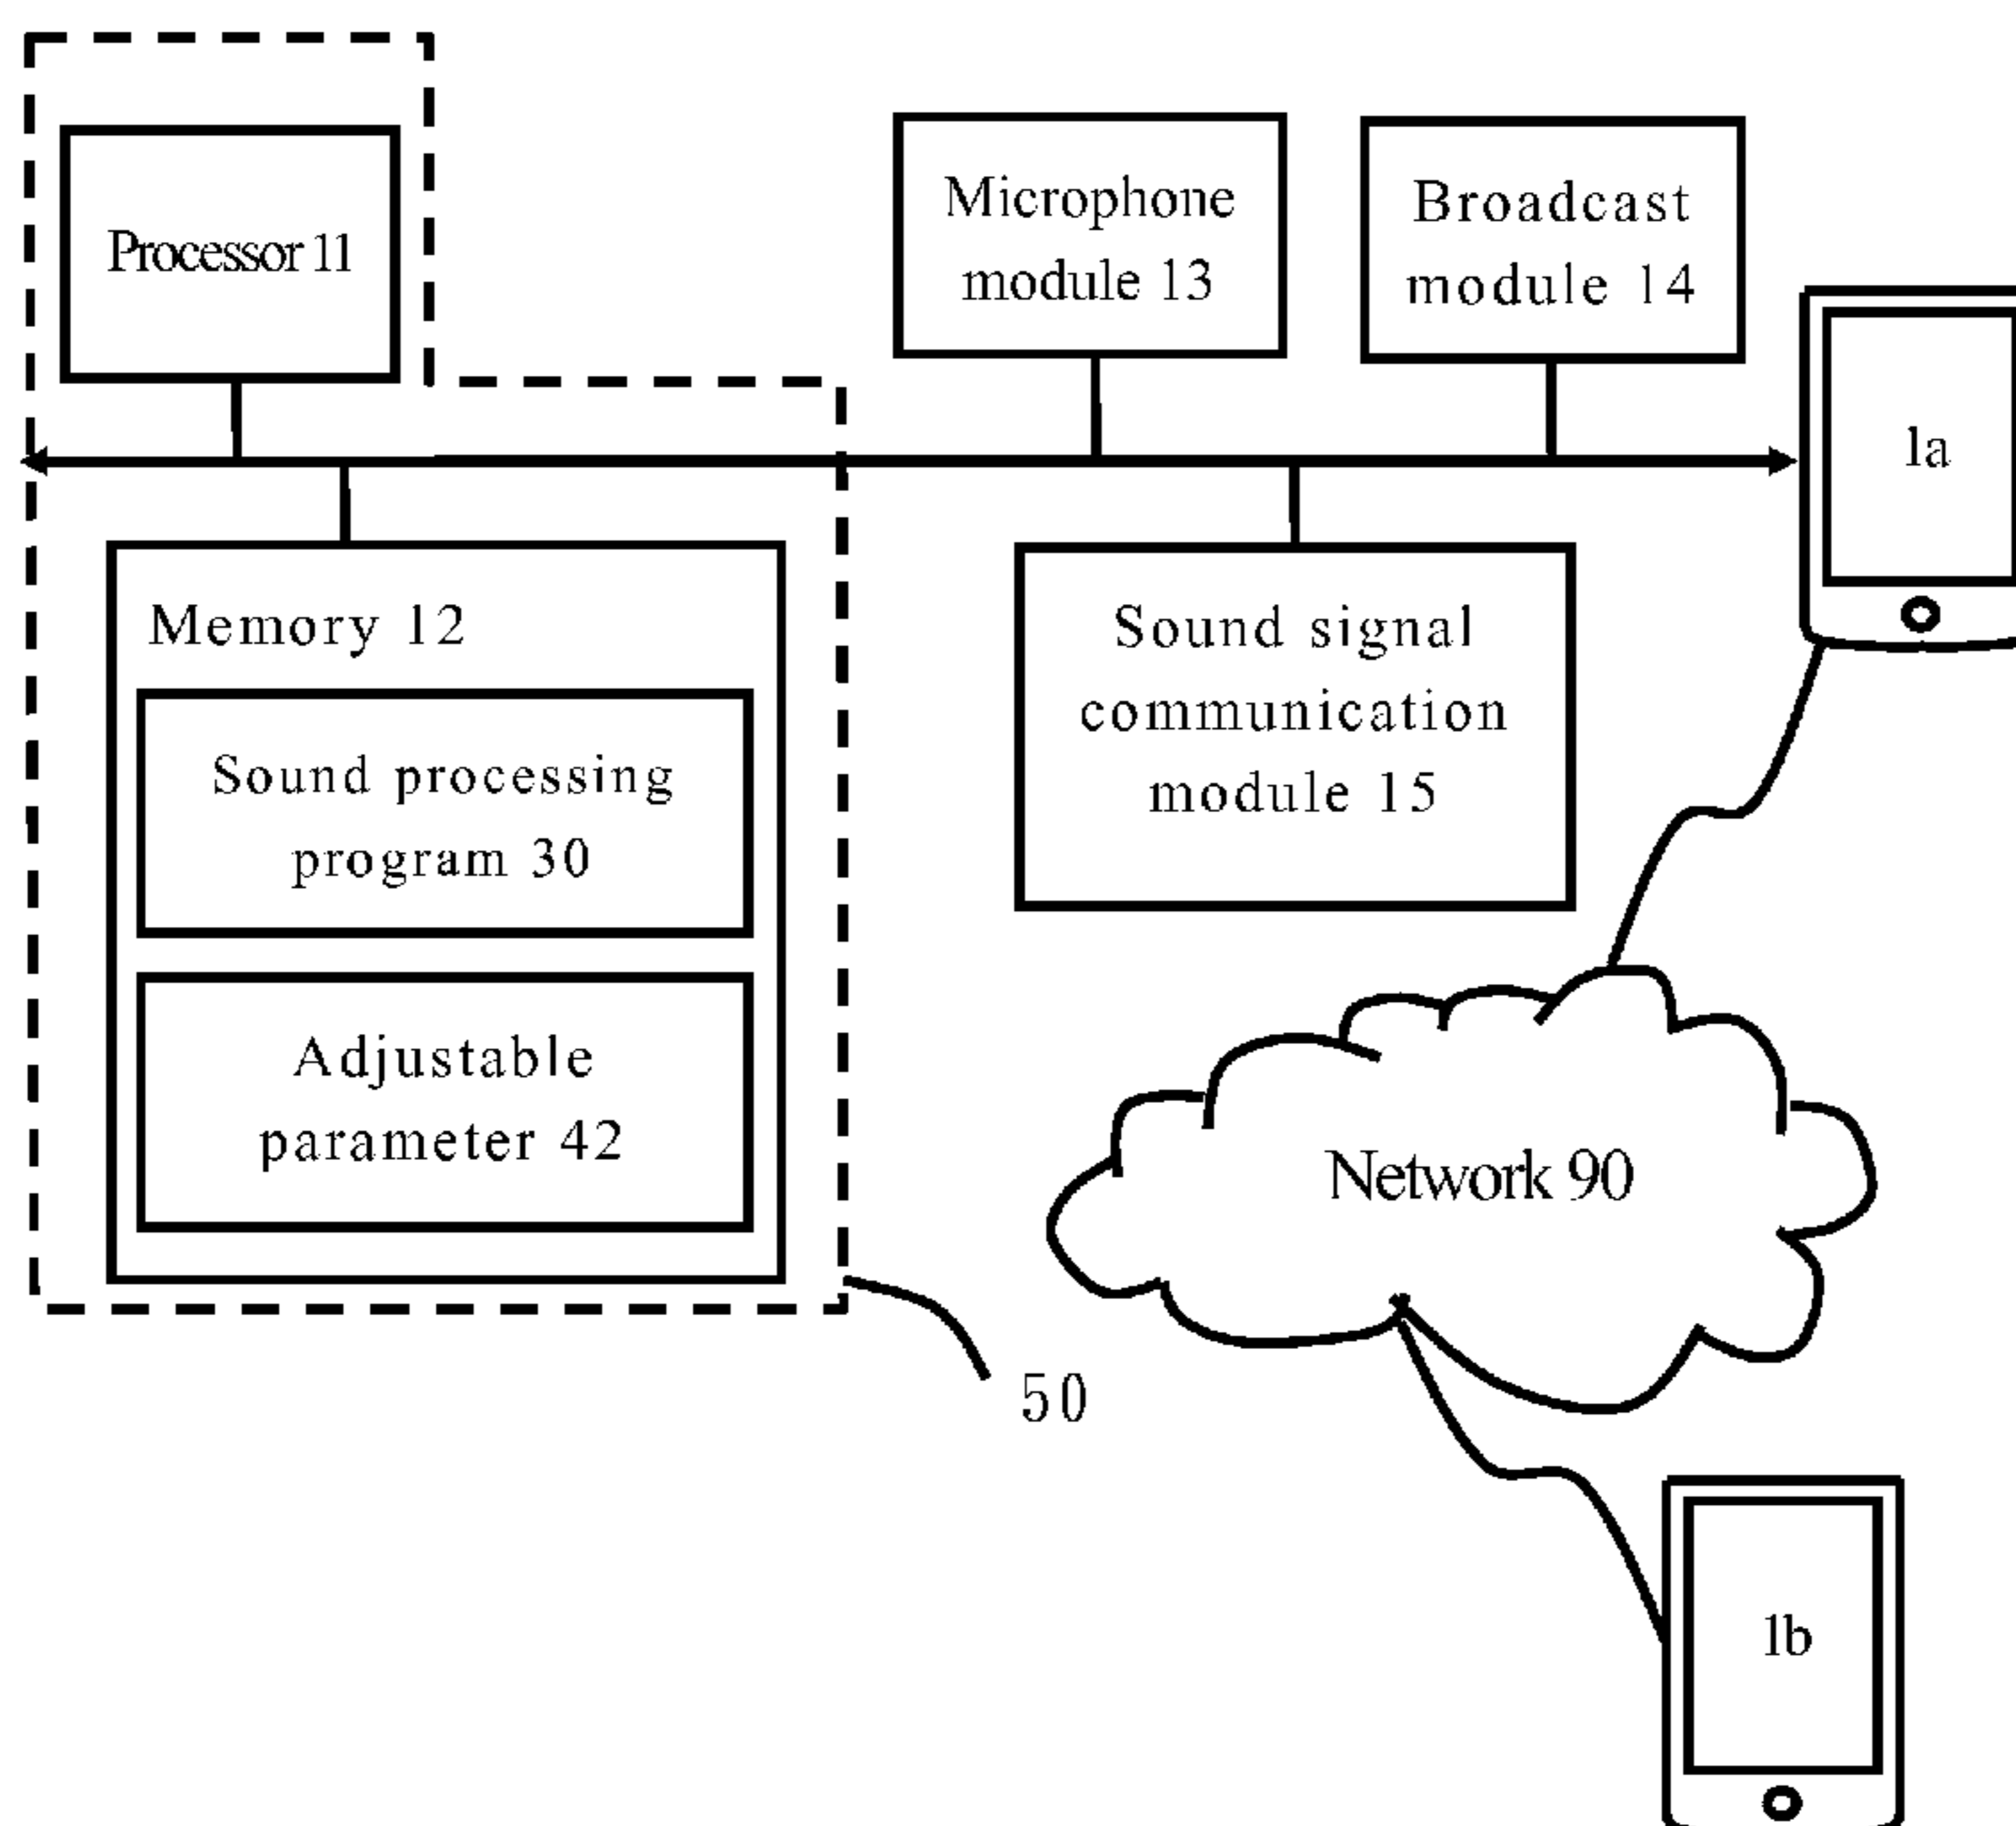 Processor 11
Microphone
module 13
Broadcast
module 14
1a
Memory 12
Sound processing
program 30
Adjustable
parameter 42
Sound signal
communication
module 15
Network 90
50
1b